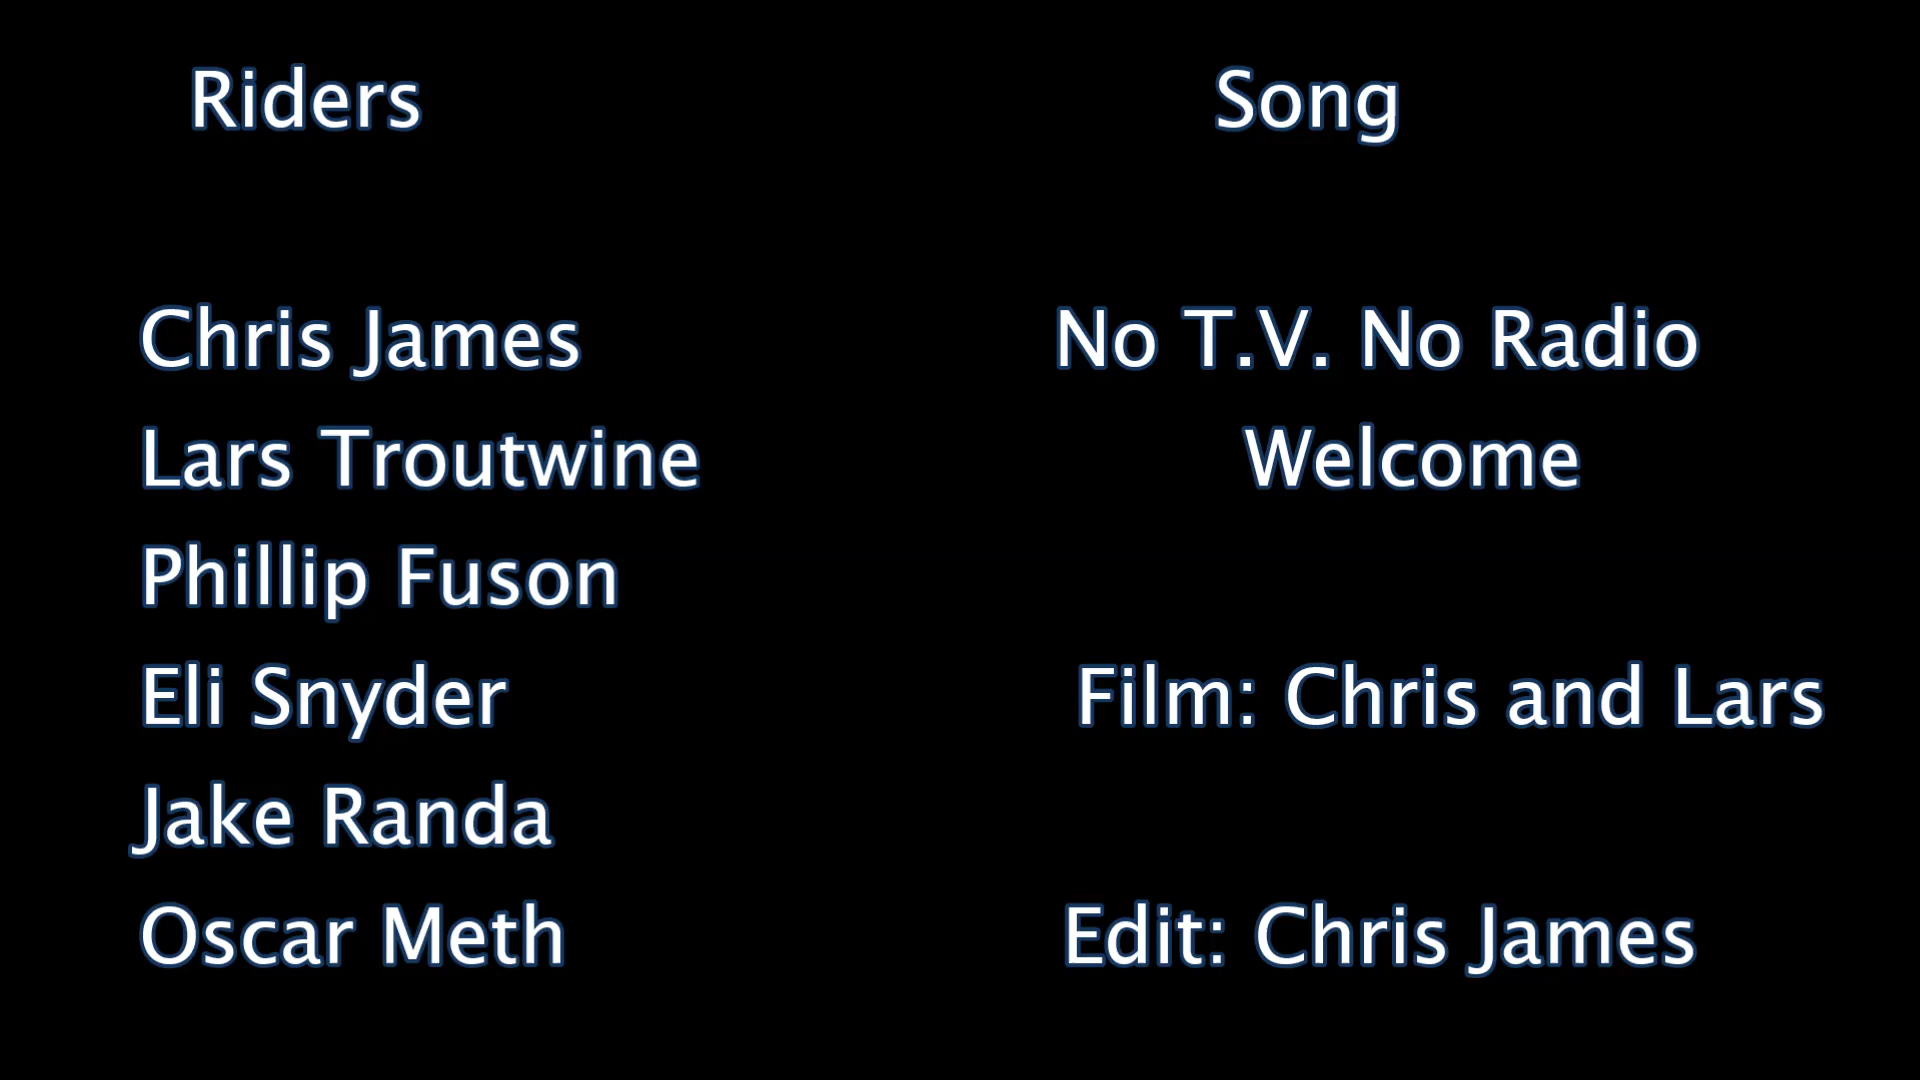 Riders
Chris James
Lars Troutwine
Phillip Fuson
Eli Snyder
Jake Randa
Oscar Meth
Song
No T.V. No Radio
Welcome
Film: Chris and Lars
Edit: Chris James